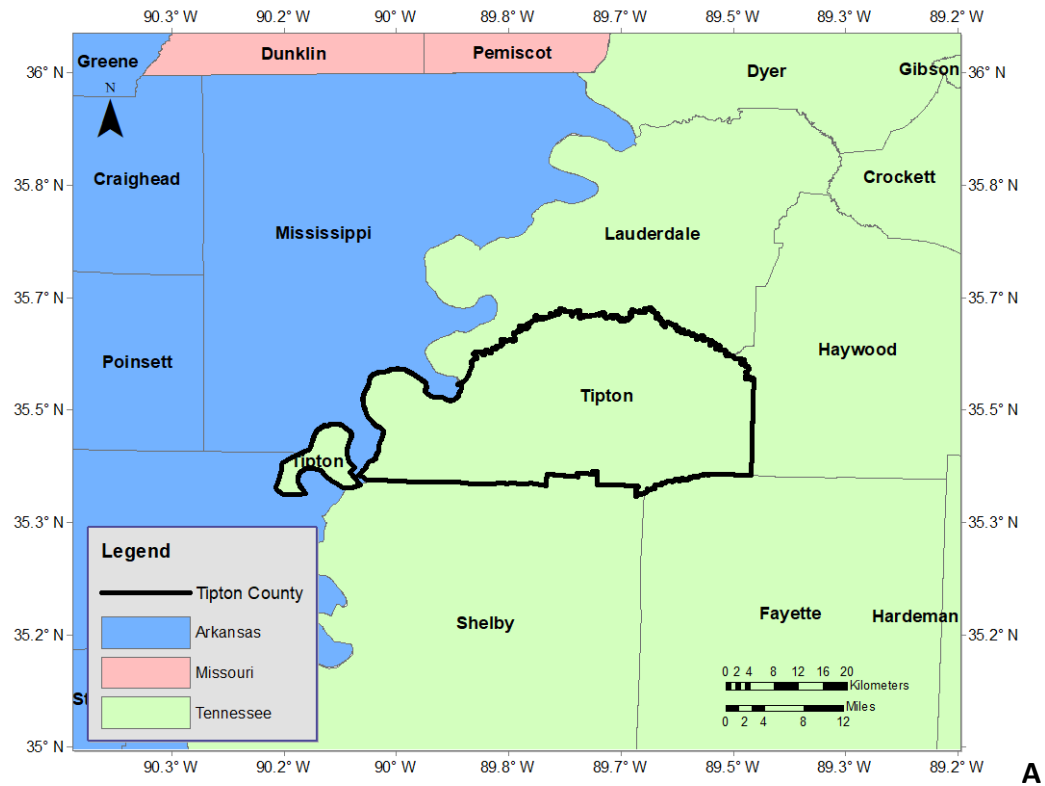 90.3° W 90.2° W 90° W 89.8° W 89.7° W 89.5° W 89.3° W 89.2° W
Greene Dunklin Pemiscot
36° N Dyer Gibson 36° N
N
35.8° N Craighead Crockett 35.8° N
Mississippi Lauderdale
35.7° N 35.7° N
Poinsett Haywood
35.5° N Tipton 35.5° N
Tipton
35.3° N 35.3° N
Legend
Tipton County
Arkansas
Missouri
Tennessee
Shelby Fayette Hardeman
35.2° N 35.2° N
St
0 2 4 8 12 16 20
Kilometers
Miles
0 2 4 8 12
35° N 35° N
90.3° W 90.2° W 90° W 89.8° W 89.7° W 89.5° W 89.3° W 89.2° W
A